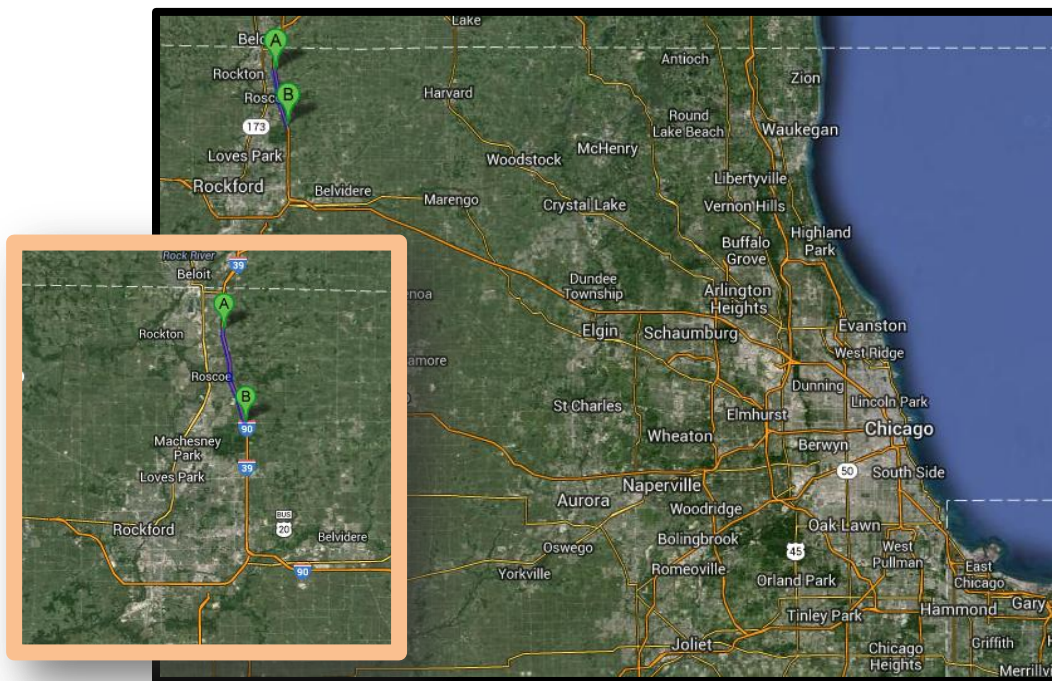 Lake
Beloit
A
Rockton
Antioch
Zion
Harvard
B
173
Round
Lake Beach
Waukegan
McHenry
Woodstock
Loves Park
Rockford
Belvidere
Marengo
Crystal Lake
Libertyville
Vernon Hills
Highland
Park
Buffalo
Grove
Dundee
Township
Arlington
Heights
Elgin
Schaumburg
Evanston
West Ridge
Dunning
Lincoln Park
St Charles
Elmhurst
Chicago
Wheaton
Berwyn
50
South Side
Naperville
Aurora
Woodridge
Oak Lawn
Oswego
Bolingbrook
45
West
Pullman
Yorkville
Romeoville
Orland Park
East
Chicago
Tinley Park
Hammond
Gary
Joliet
Chicago
Heights
Griffith
Rock River
39
Beloit
A
Rockton
Roscoe
B
90
Machesney
Park
39
Loves Park
Rockford
BUS
20
Belvidere
90